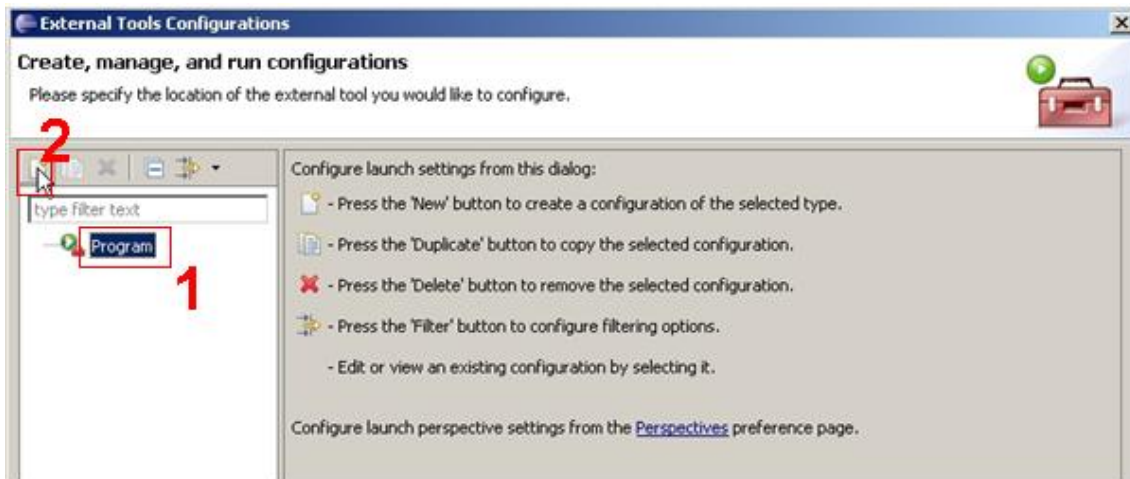 External Tools Configurations
Create, manage, and run configurations
Please specify the location of the external tool you would like to configure.
2
type filter text
Program
1
Configure launch settings from this dialog:
- Press the 'New' button to create a configuration of the selected type.
- Press the 'Duplicate' button to copy the selected configuration.
- Press the 'Delete' button to remove the selected configuration.
- Press the 'Filter' button to configure filtering options.
- Edit or view an existing configuration by selecting it.
Configure launch perspective settings from the Perspectives preference page.